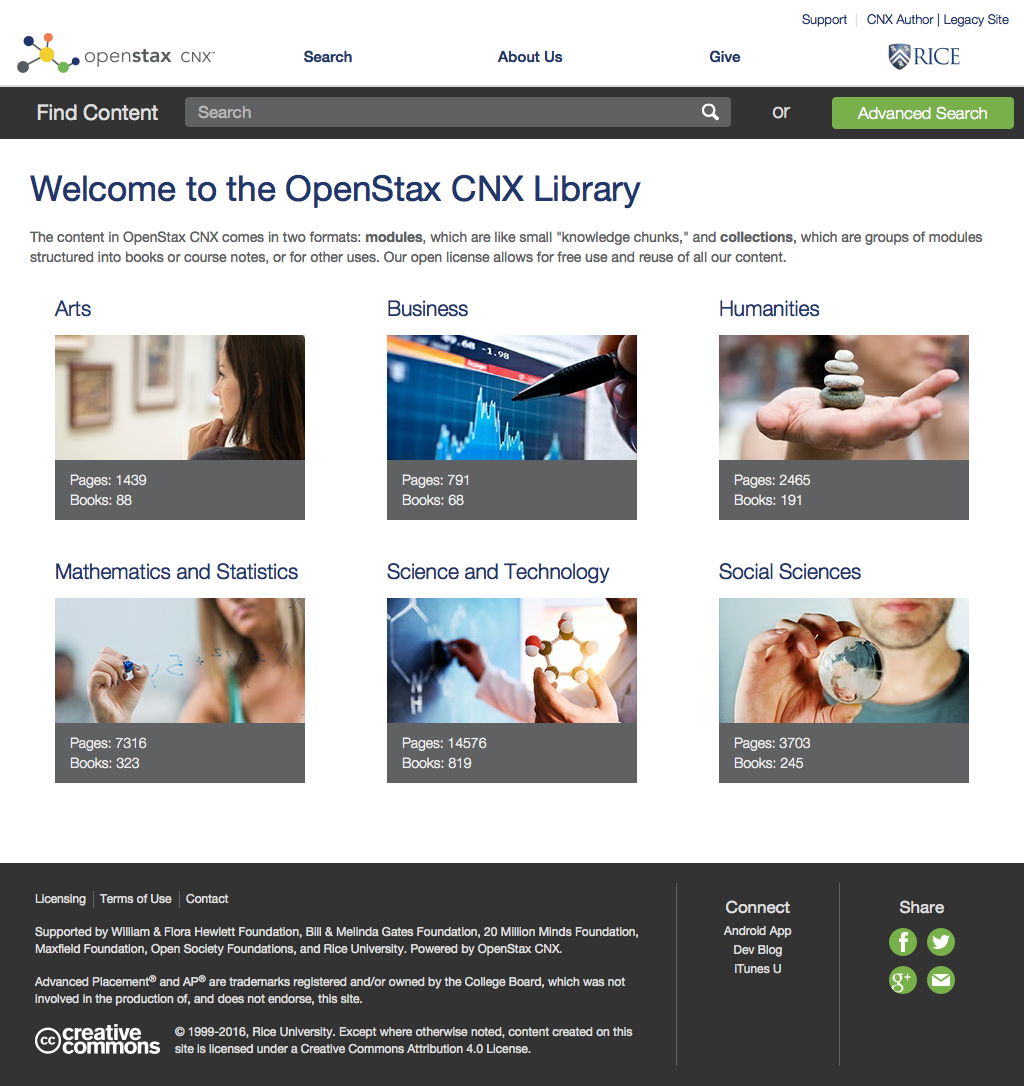 Support CNX Author | Legacy Site
openstax CNX™ Search About Us Give RICE
Find Content Search or Advanced Search
Welcome to the OpenStax CNX Library
The content in OpenStax CNX comes in two formats: modules, which are like small "knowledge chunks," and collections, which are groups of modules
structured into books or course notes, or for other uses. Our open license allows for free use and reuse of all our content.
Arts
Pages: 1439
Books: 88
Business
-1.98
Pages: 791
Books: 68
Humanities
Pages: 2465
Books: 191
Mathematics and Statistics
Pages: 7316
Books: 323
Science and Technology
Pages: 14576
Books: 819
Social Sciences
Pages: 3703
Books: 245
Licensing Terms of Use Contact
Supported by William & Flora Hewlett Foundation, Bill & Melinda Gates Foundation, 20 Million Minds Foundation,
Maxfield Foundation, Open Society Foundations, and Rice University. Powered by OpenStax CNX.
Advanced Placement® and AP® are trademarks registered and/or owned by the College Board, which was not
involved in the production of, and does not endorse, this site.
cc creative
commons
© 1999-2016, Rice University. Except where otherwise noted, content created on this
site is licensed under a Creative Commons Attribution 4.0 License.
Connect
Android App
Dev Blog
iTunes U
Share
f
g+